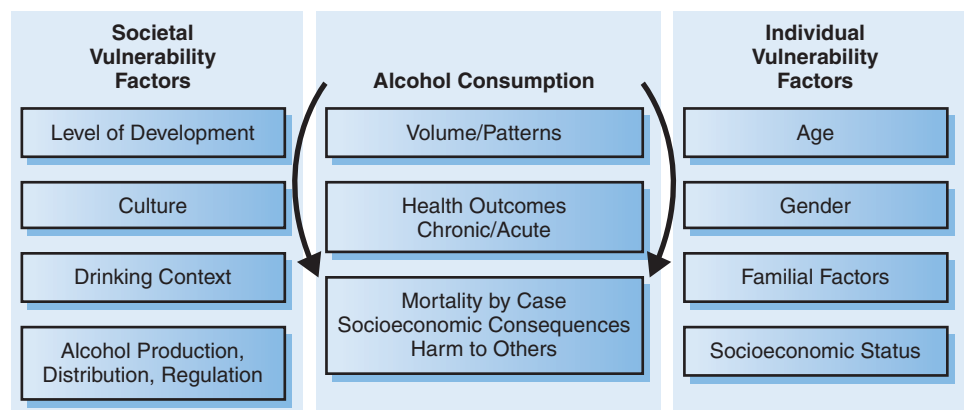 Societal
Vulnerability
Factors
Level of Development
Culture
Drinking Context
Alcohol Production,
Distribution, Regulation
Alcohol Consumption
Volume/Patterns
Health Outcomes
Chronic/Acute
Mortality by Case
Socioeconomic Consequences
Harm to Others
Individual
Vulnerability
Factors
Age
Gender
Familial Factors
Socioeconomic Status